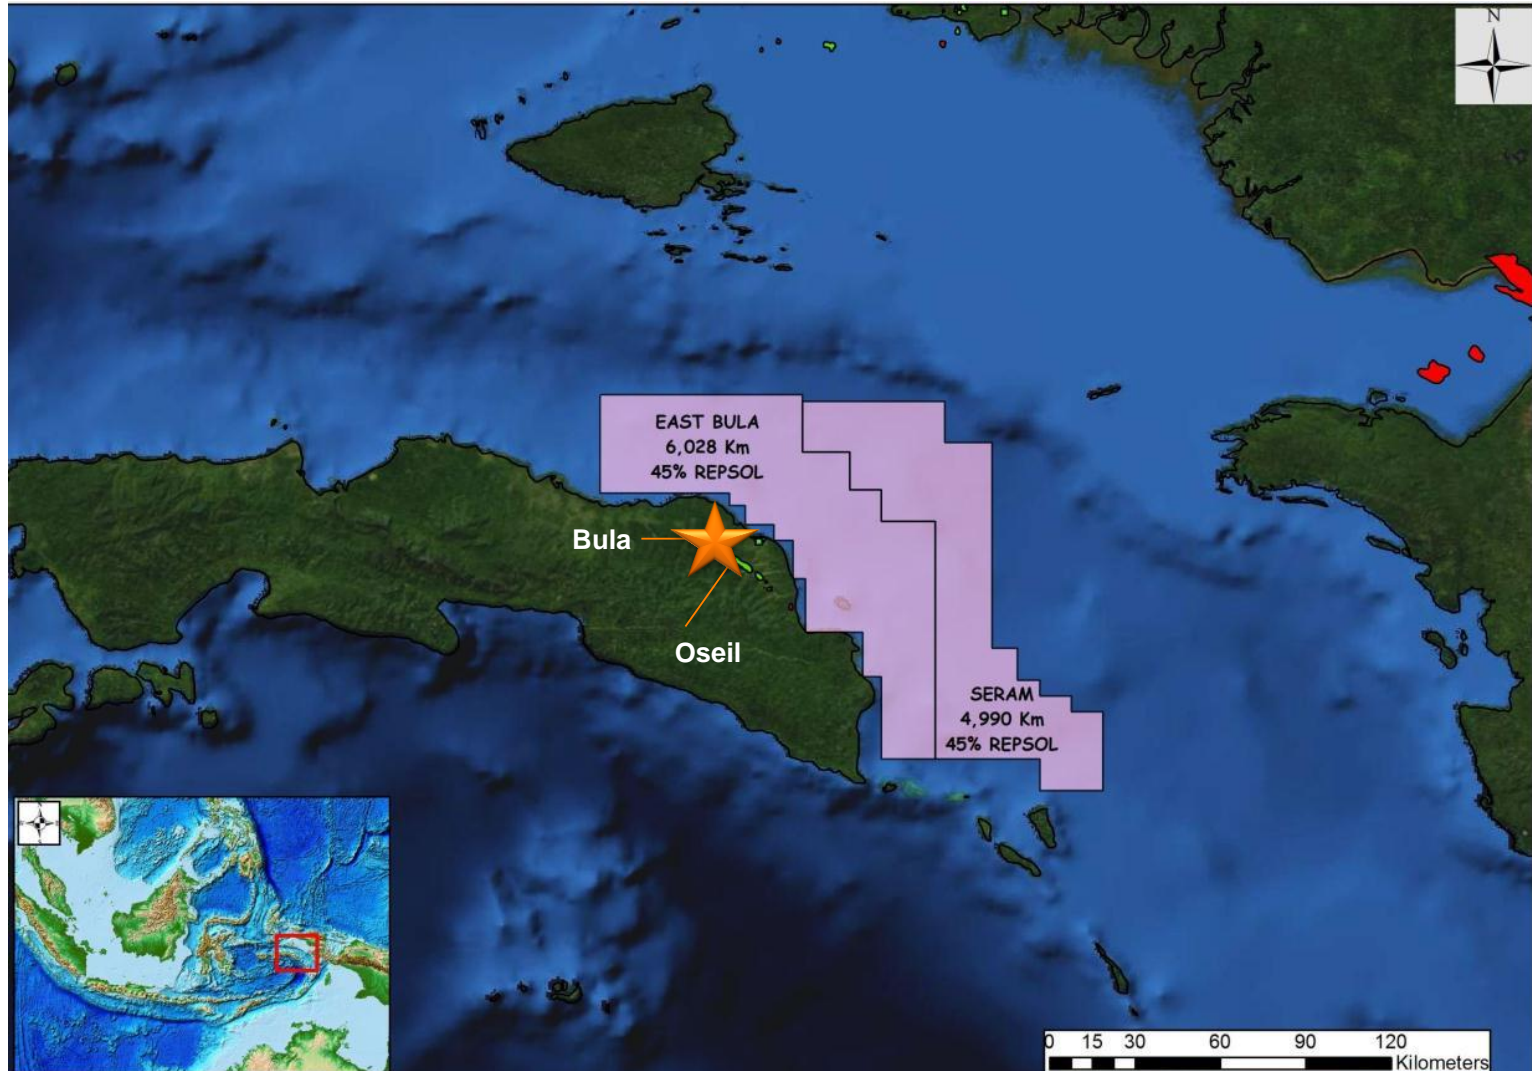 N
EAST BULA
6,028 Km
45% REPSOL
Bula
Oseil
SERAM
4,990 Km
45% REPSOL
0 15 30 60 90 120
Kilometers